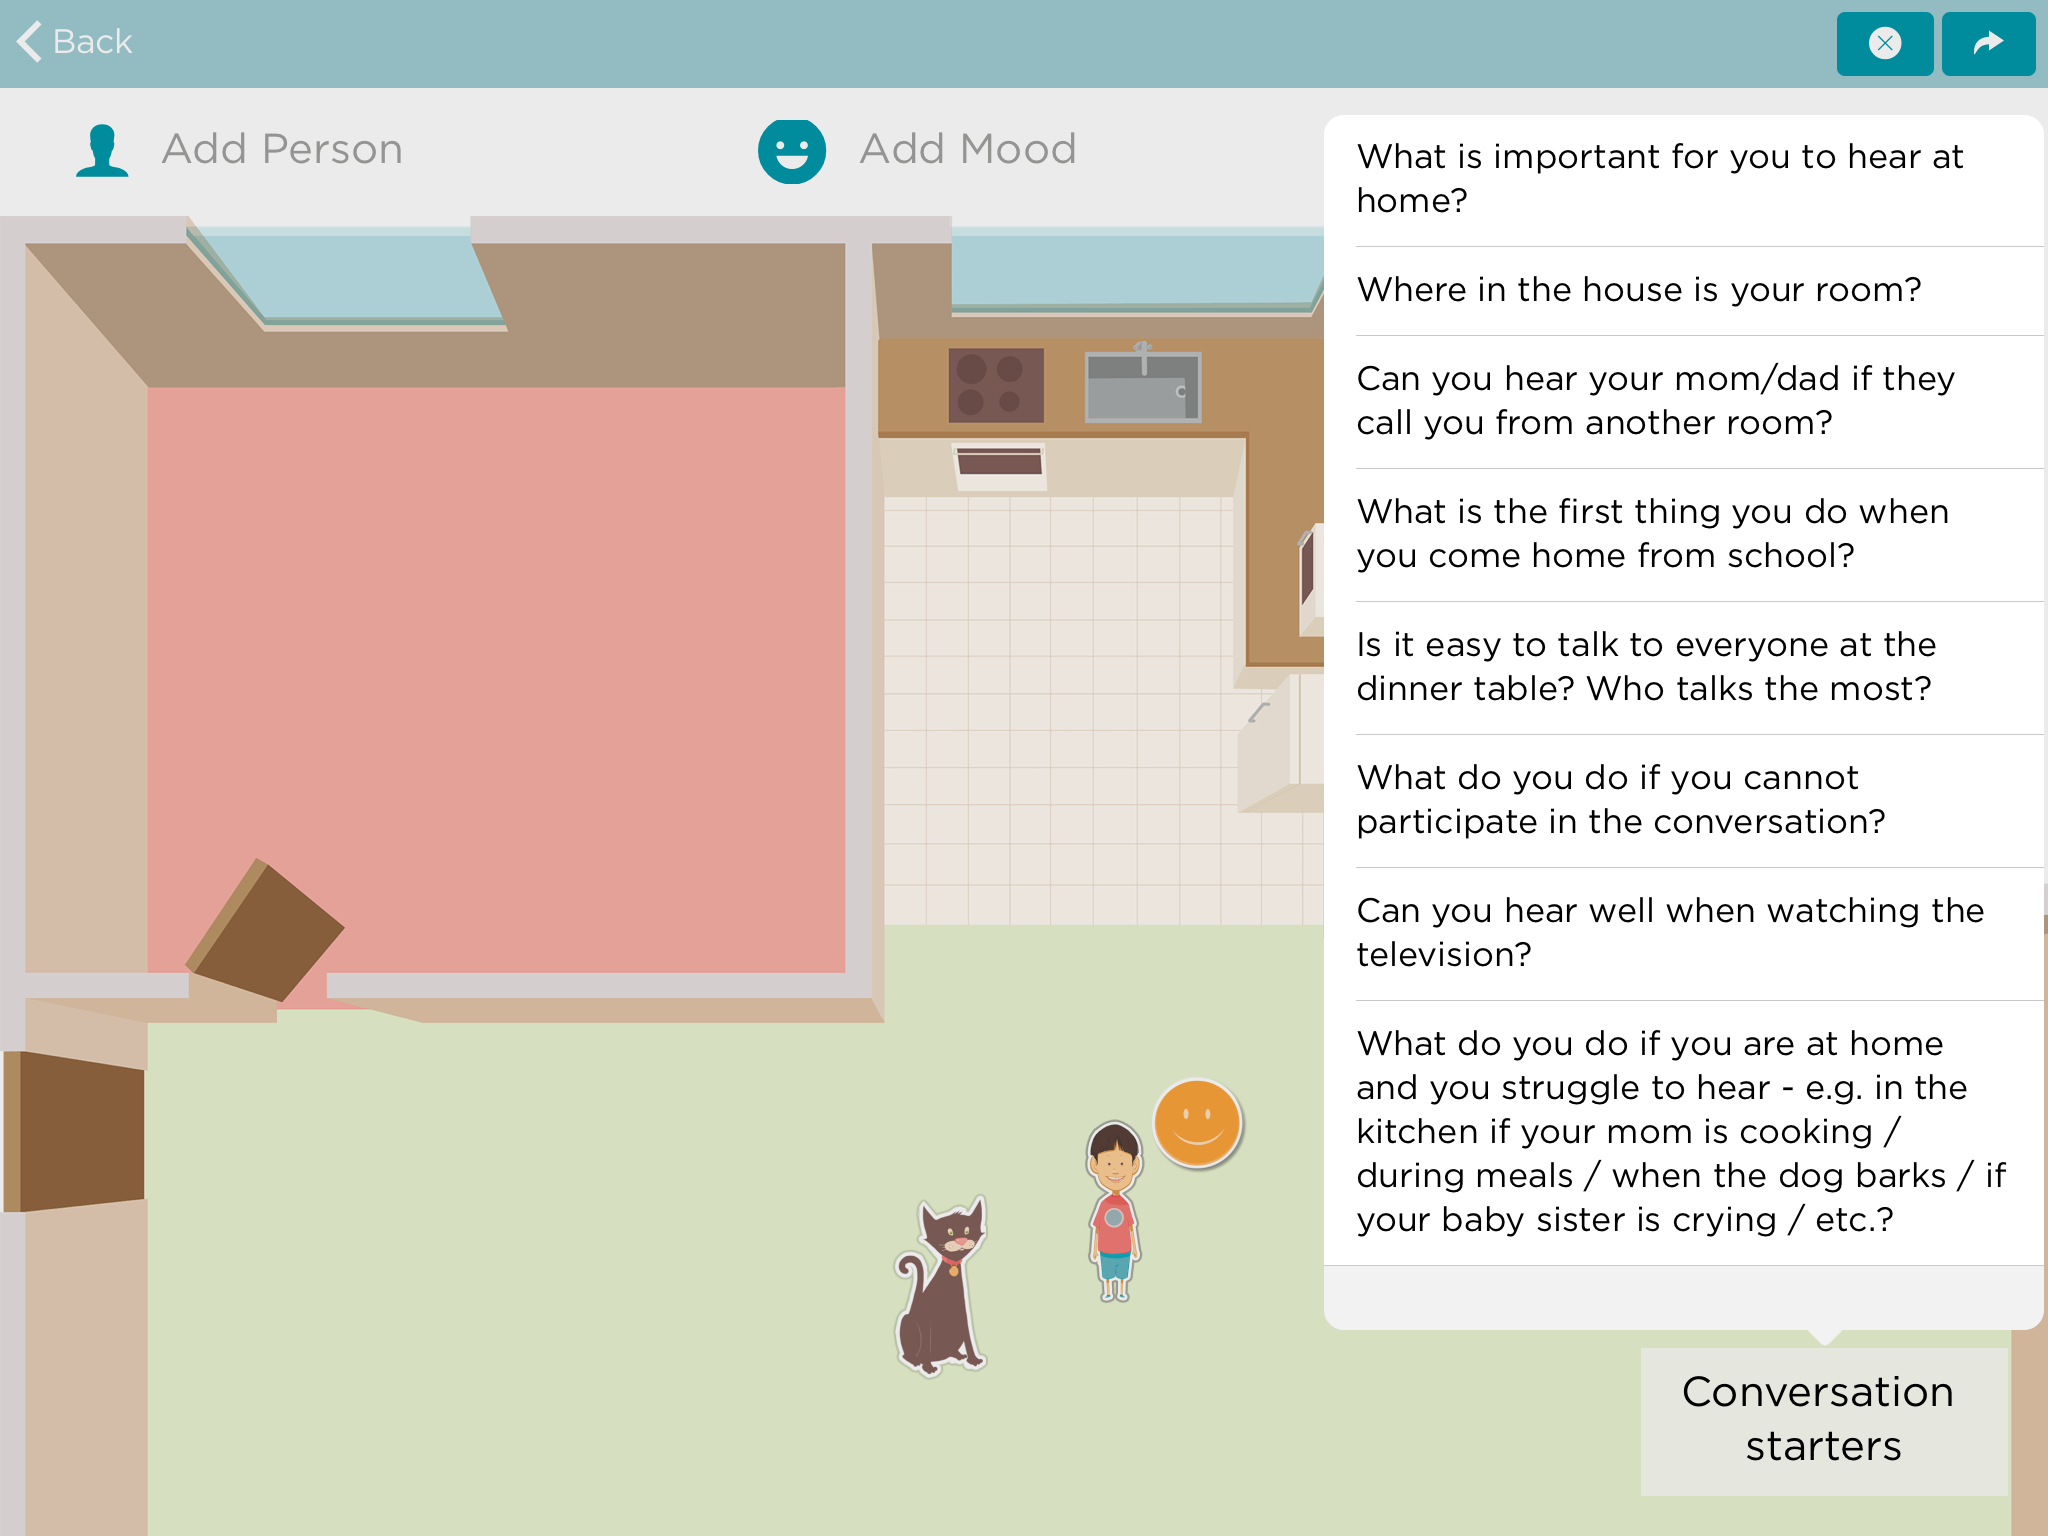 Back
Add Person
Add Mood
What is important for you to hear at
home?
Where in the house is your room?
Can you hear your mom/dad if they
call you from another room?
What is the first thing you do when
you come home from school?
Is it easy to talk to everyone at the
dinner table? Who talks the most?
What do you do if you cannot
participate in the conversation?
Can you hear well when watching the
television?
What do you do if you are at home
and you struggle to hear - e.g. in the
kitchen if your mom is cooking /
during meals / when the dog barks / if
your baby sister is crying / etc.?
Conversation
starters